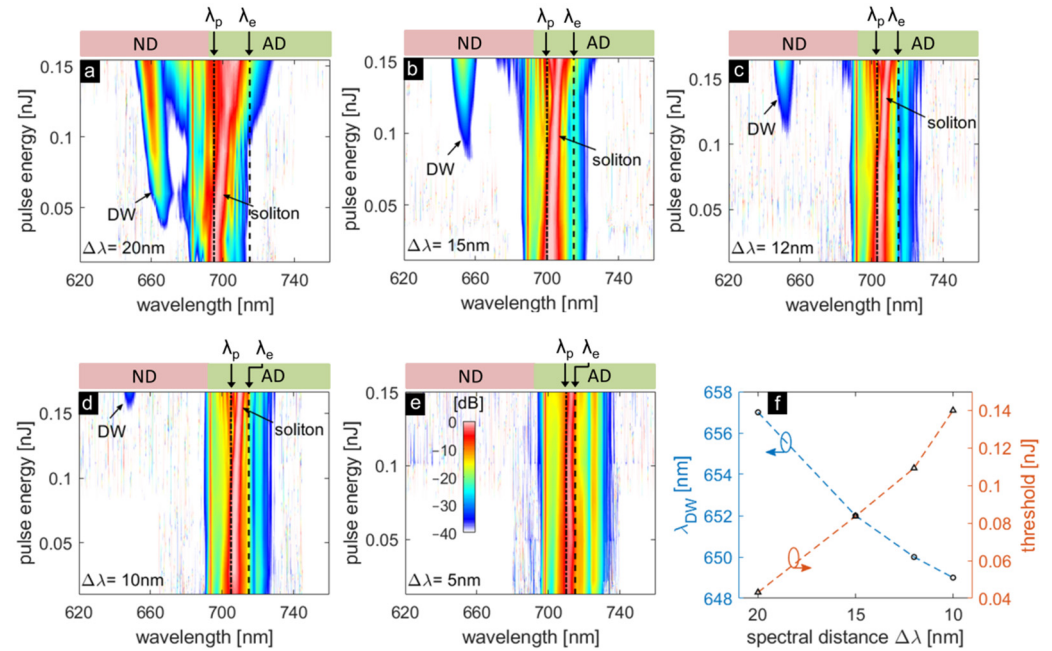 λp λe
ND AD
a
DW
soliton
Δλ= 20nm
pulse energy [nJ]
0.15
0.1
0.05
620 660 700 740
wavelength [nm]
λp λe
ND AD
b
DW
soliton
Δλ= 15nm
pulse energy [nJ]
0.15
0.1
0.05
620 660 700 740
wavelength [nm]
λp λe
ND AD
c
DW
soliton
Δλ= 12nm
pulse energy [nJ]
0.15
0.1
0.05
620 660 700 740
wavelength [nm]
λp λe
ND AD
d
DW
soliton
Δλ= 10nm
pulse energy [nJ]
0.15
0.1
0.05
620 660 700 740
wavelength [nm]
λp λe
ND AD
e
[dB]
0
−10
−20
−30
−40
Δλ= 5nm
pulse energy [nJ]
0.15
0.1
0.05
620 660 700 740
wavelength [nm]
f
λDW [nm]
658
656
654
652
650
648
threshold [nJ]
0.14
0.12
0.1
0.08
0.06
0.04
20 15 10
spectral distance Δλ [nm]